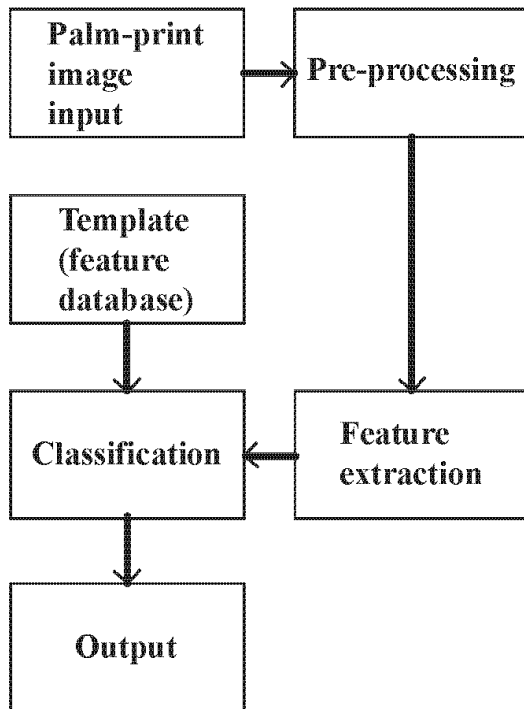 Palm-print
image
input
Pre-processing
Template
(feature
database)
Classification
Feature
extraction
Output